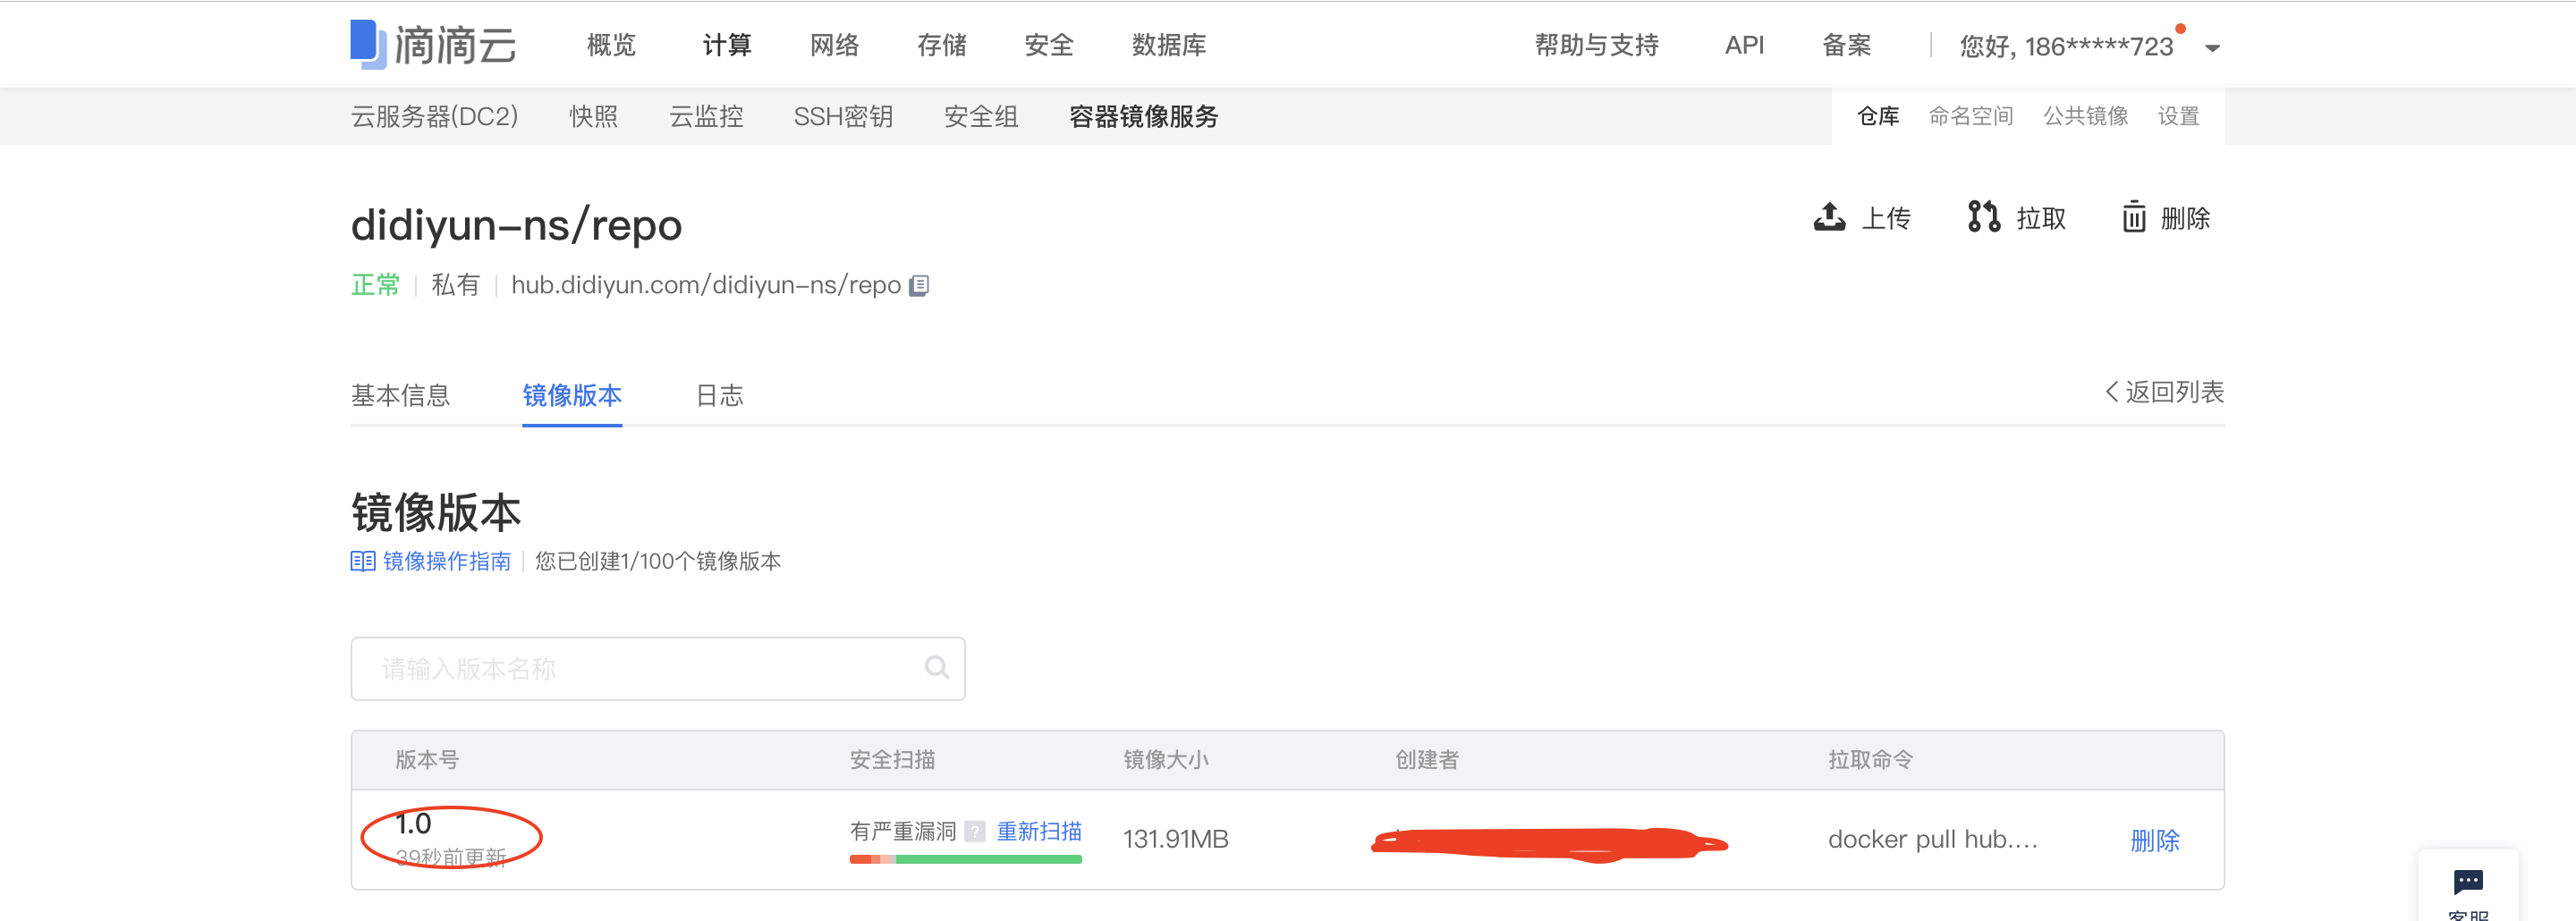 滴滴云 概览 计算 网络 存储 安全 数据库 帮助与支持 API 备案 您好, 186*****723
云服务器(DC2) 快照 云监控 SSH密钥 安全组 容器镜像服务 仓库 命名空间 公共镜像 设置
didiyun-ns/repo 上传 拉取 删除
正常 私有 hub.didiyun.com/didiyun-ns/repo
基本信息 镜像版本 日志 返回列表
镜像版本
镜像操作指南 您已创建1/100个镜像版本
请输入版本名称
版本号 安全扫描 镜像大小 创建者 拉取命令
1.0 有严重漏洞 ? 重新扫描 131.91MB docker pull hub.... 删除
39秒前更新
客服